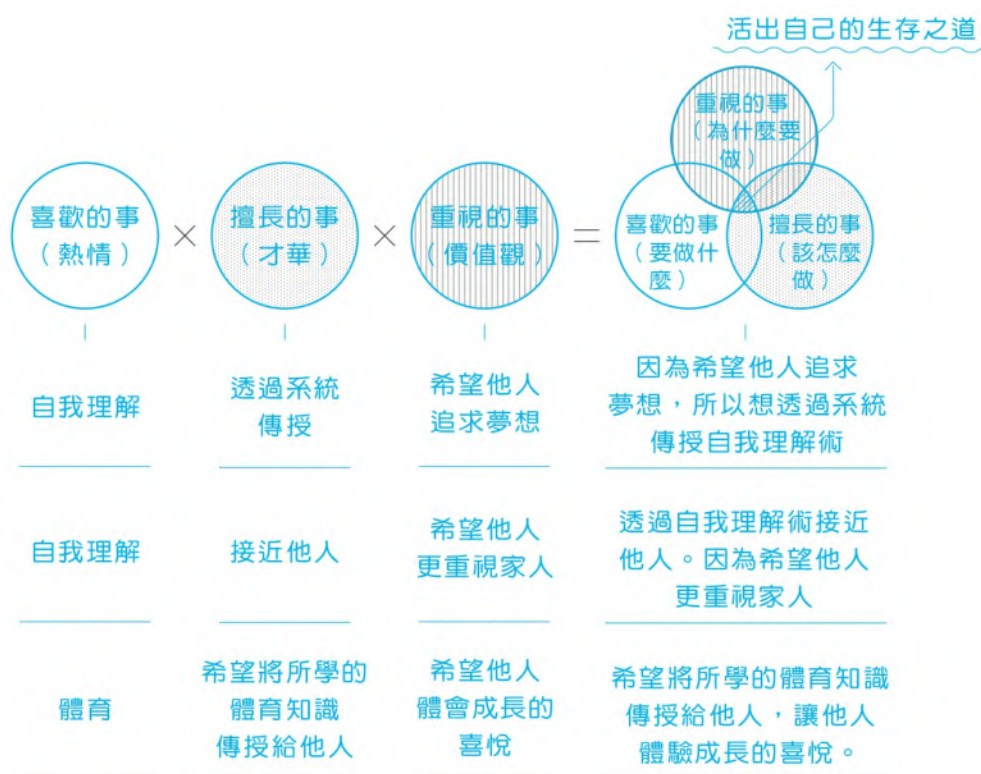 活出自己的生存之道
重視的事
（為什麼要
做）
喜歡的事
（熱情）
×
擅長的事
（才華）
×
重視的事
（價值觀）
=
喜歡的事
（要做什
麼）
擅長的事
（該怎麼
做）
自我理解
透過系統
傳授
希望他人
追求夢想
因為希望他人追求
夢想，所以想透過系統
傳授自我理解術
自我理解
接近他人
希望他人
更重視家人
透過自我理解術接近
他人。因為希望他人
更重視家人
體育
希望將所學的
體育知識
傳授給他人
希望他人
體會成長的
喜悅
希望將所學的體育知識
傳授給他人，讓他人
體驗成長的喜悅。